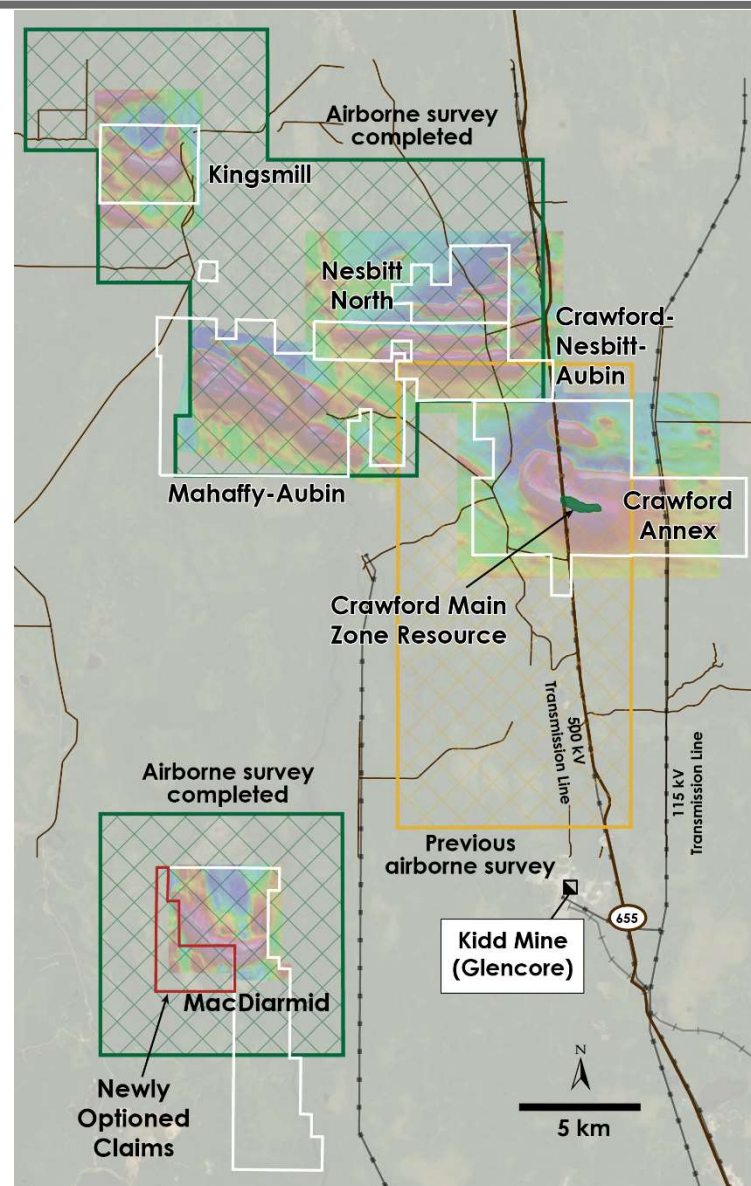 Airborne survey
completed
Kingsmill
Nesbitt
North
Crawford-
Nesbitt-
Aubin
Mahaffy-Aubin
Crawford
Annex
Crawford Main
Zone Resource
500 kV
Transmission Line
115 kV
Transmission Line
Airborne survey
completed
Previous
airborne survey
655
Kidd Mine
(Glencore)
MacDiarmid
Newly
Optioned
Claims
N
5 km